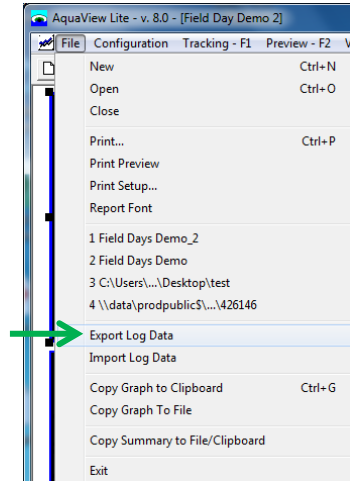 AquaView Lite - v. 8.0 - [Field Day Demo 2]
File Configuration Tracking - F1 Preview - F2
New Ctrl+N
Open Ctrl+O
Close
Print... Ctrl+P
Print Preview
Print Setup...
Report Font
1 Field Days Demo_2
2 Field Days Demo
3 C:\Users\...\Desktop\test
4 \\data\prodpublic$\...\426146
Export Log Data
Import Log Data
Copy Graph to Clipboard Ctrl+G
Copy Graph To File
Copy Summary to File/Clipboard
Exit